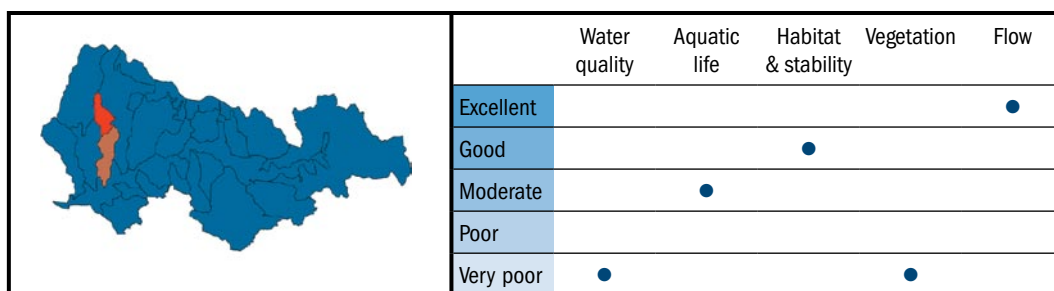 Water quality
Aquatic life
Habitat & stability
Vegetation
Flow
Excellent
Good
Moderate
Poor
Very poor